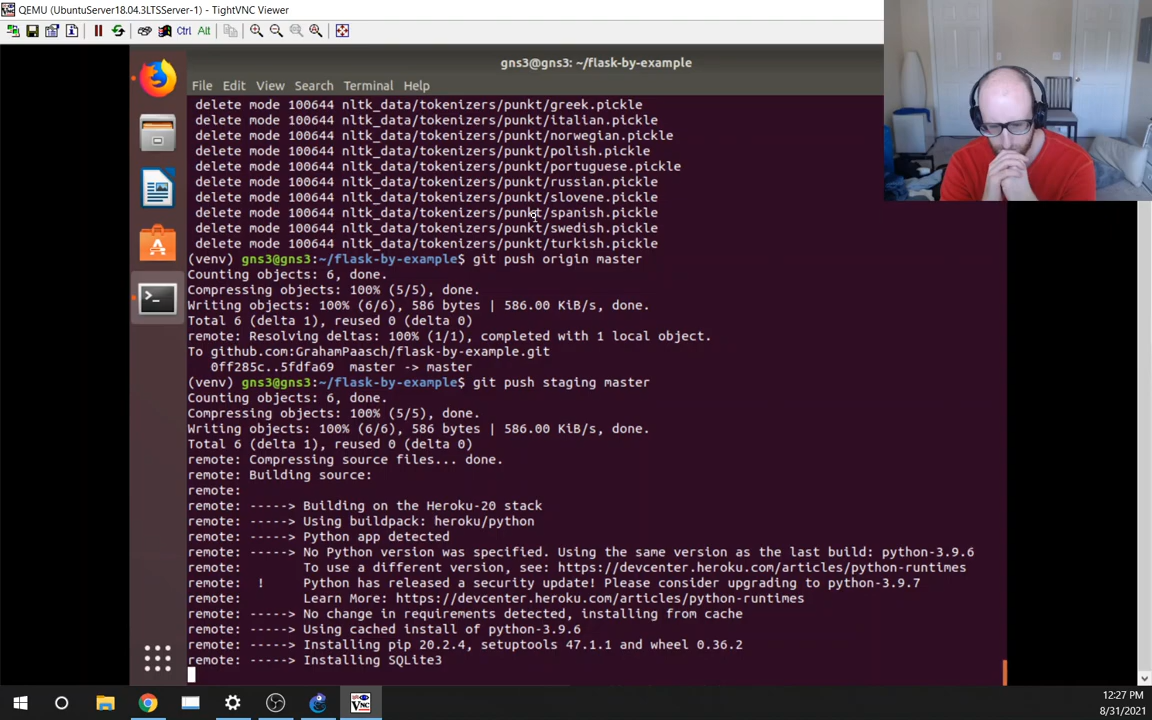 QEMU (UbuntuServer18.04.3LTSServer-1) - TightVNC Viewer
Ctrl Alt
gns3@gns3: ~/flask-by-example
File Edit View Search Terminal Help
delete mode 100644 nltk_data/tokenizers/punkt/greek.pickle
delete mode 100644 nltk_data/tokenizers/punkt/italian.pickle
delete mode 100644 nltk_data/tokenizers/punkt/norwegian.pickle
delete mode 100644 nltk_data/tokenizers/punkt/polish.pickle
delete mode 100644 nltk_data/tokenizers/punkt/portuguese.pickle
delete mode 100644 nltk_data/tokenizers/punkt/russian.pickle
delete mode 100644 nltk_data/tokenizers/punkt/slovene.pickle
delete mode 100644 nltk_data/tokenizers/punkt/spanish.pickle
delete mode 100644 nltk_data/tokenizers/punkt/swedish.pickle
delete mode 100644 nltk_data/tokenizers/punkt/turkish.pickle
(venv) gns3@gns3:~/flask-by-example$ git push origin master
Counting objects: 6, done.
Compressing objects: 100% (5/5), done.
Writing objects: 100% (6/6), 586 bytes | 586.00 KiB/s, done.
Total 6 (delta 1), reused 0 (delta 0)
remote: Resolving deltas: 100% (1/1), completed with 1 local object.
To github.com:GrahamPaasch/flask-by-example.git
0ff285c..5fdfa69 master -> master
(venv) gns3@gns3:~/flask-by-example$ git push staging master
Counting objects: 6, done.
Compressing objects: 100% (5/5), done.
Writing objects: 100% (6/6), 586 bytes | 586.00 KiB/s, done.
Total 6 (delta 1), reused 0 (delta 0)
remote: Compressing source files... done.
remote: Building source:
remote:
remote: -----> Building on the Heroku-20 stack
remote: -----> Using buildpack: heroku/python
remote: -----> Python app detected
remote: -----> No Python version was specified. Using the same version as the last build: python-3.9.6
remote: To use a different version, see: https://devcenter.heroku.com/articles/python-runtimes
remote: ! Python has released a security update! Please consider upgrading to python-3.9.7
remote: Learn More: https://devcenter.heroku.com/articles/python-runtimes
remote: -----> No change in requirements detected, installing from cache
remote: -----> Using cached install of python-3.9.6
remote: -----> Installing pip 20.2.4, setuptools 47.1.1 and wheel 0.36.2
remote: -----> Installing SQLite3
12:27 PM
8/31/2021